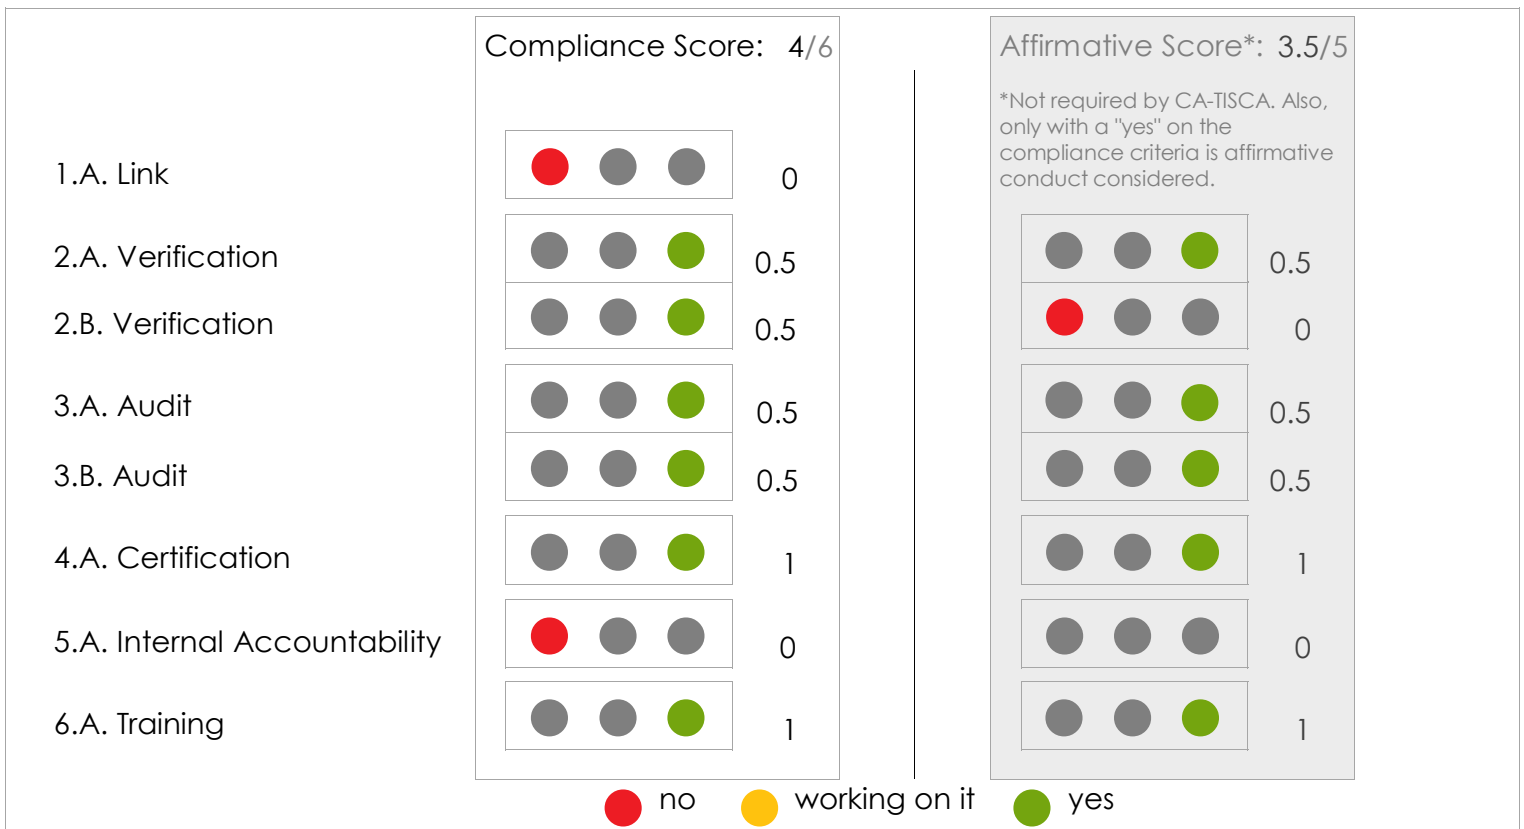 Compliance Score: 4/6
Affirmative Score*: 3.5/5
*Not required by CA-TISCA. Also,
only with a "yes" on the
compliance criteria is affirmative
conduct considered.
1.A. Link 0
2.A. Verification 0.5 0.5
2.B. Verification 0.5 0
3.A. Audit 0.5 0.5
3.B. Audit 0.5 0.5
4.A. Certification 1 1
5.A. Internal Accountability 0 0
6.A. Training 1 1
no working on it yes